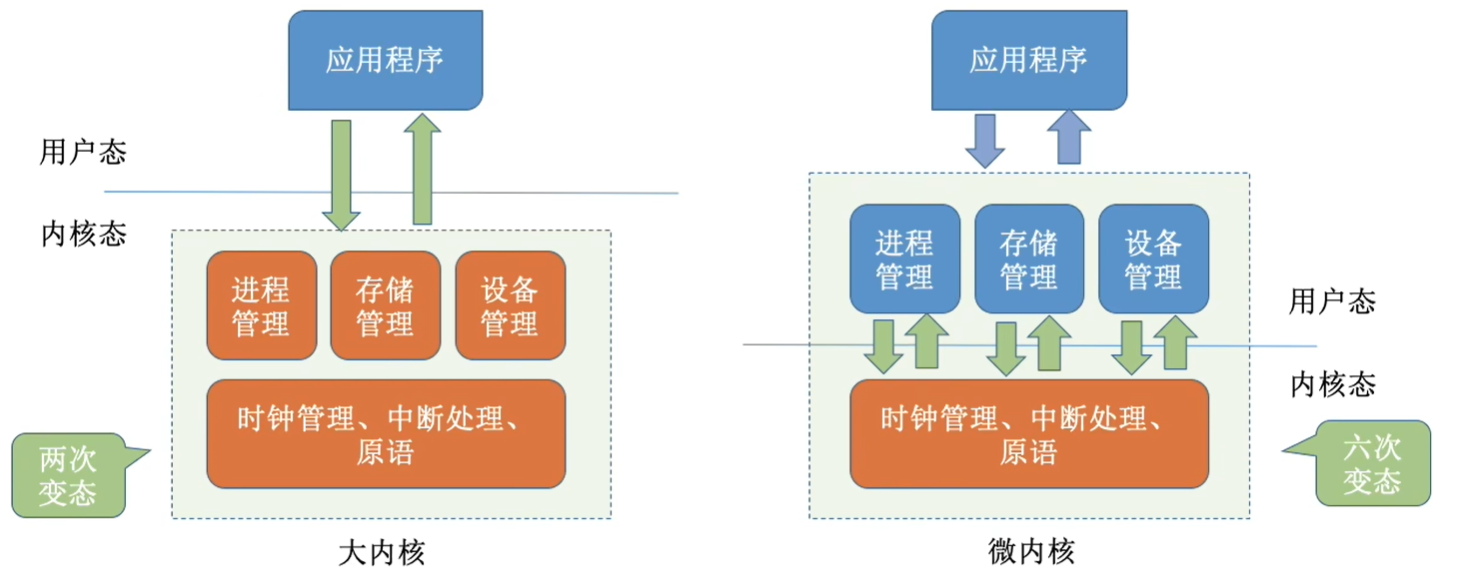 应用程序
用户态
内核态
进程
管理
存储
管理
设备
管理
时钟管理、中断处理、
原语
两次
变态
大内核
应用程序
进程
管理
存储
管理
设备
管理
用户态
内核态
时钟管理、中断处理、
原语
六次
变态
微内核